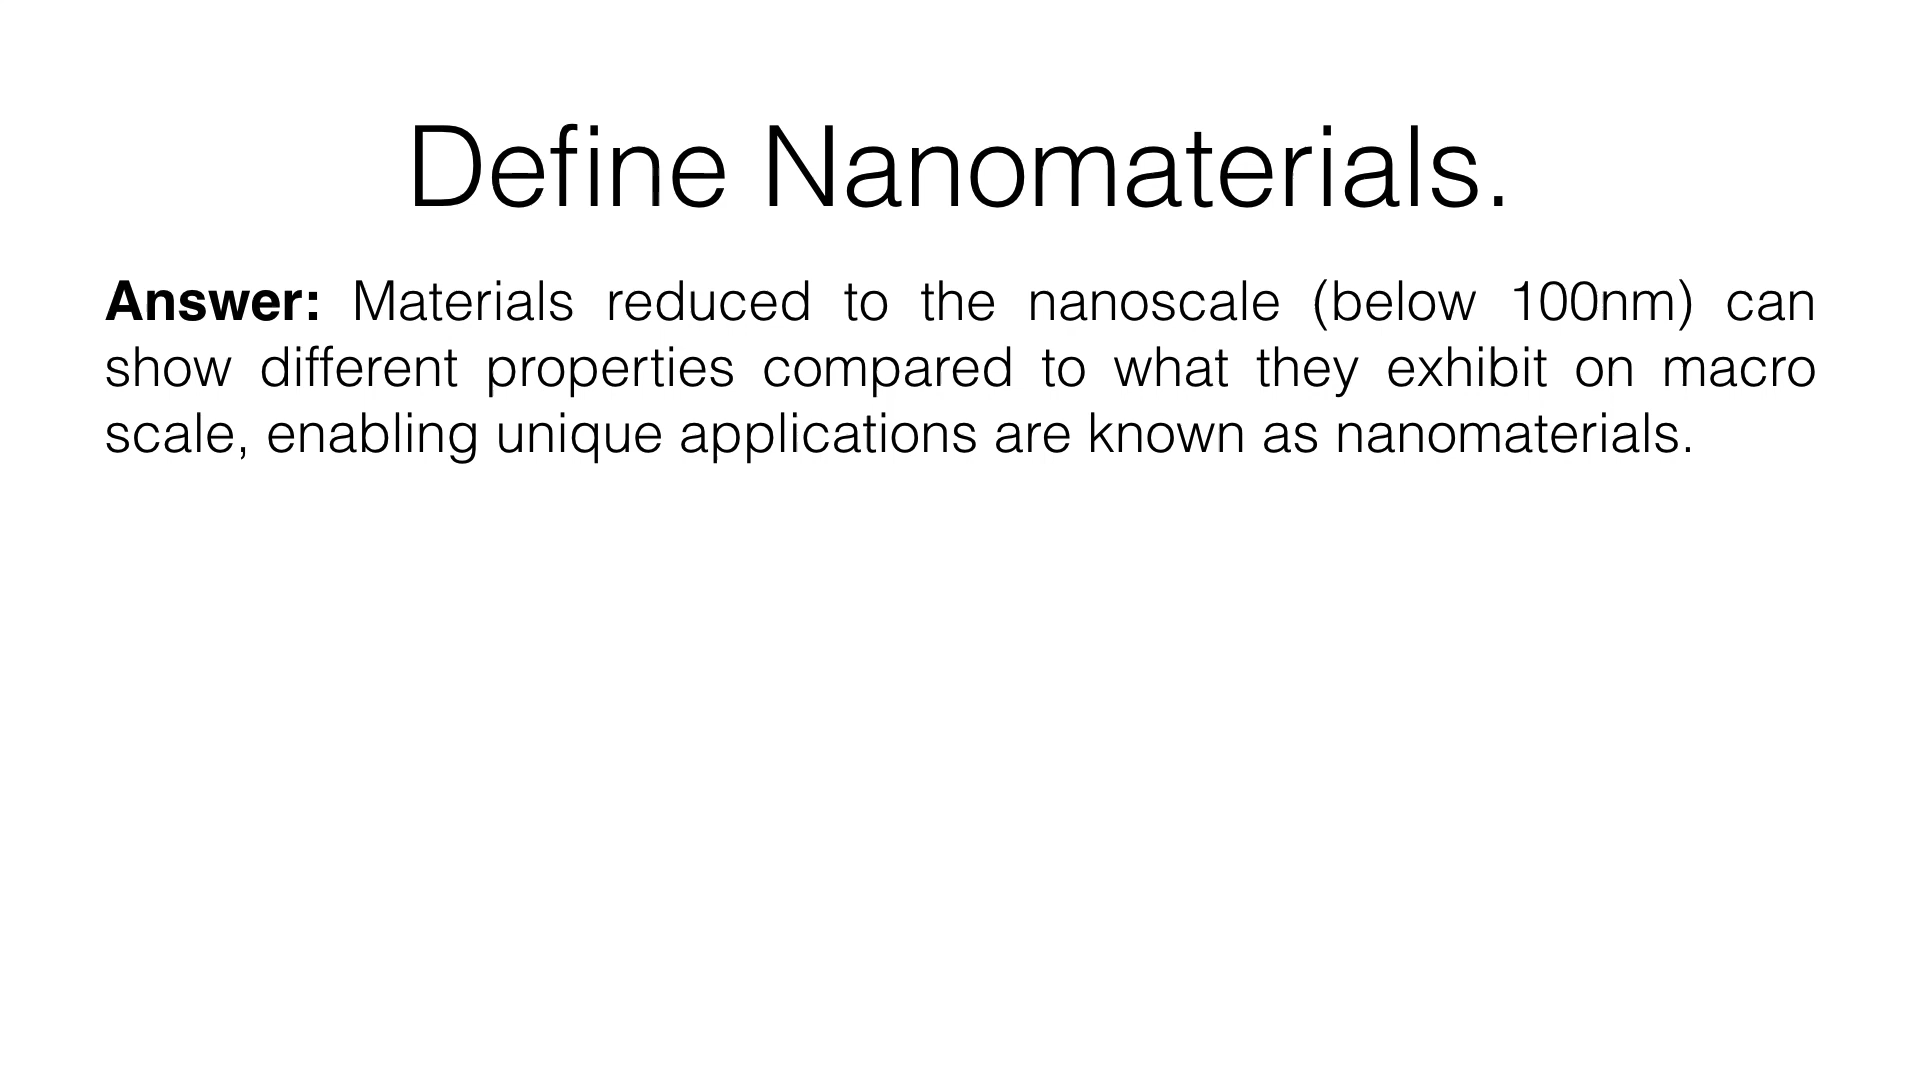 Define Nanomaterials.
Answer: Materials reduced to the nanoscale (below 100nm) can
show different properties compared to what they exhibit on macro
scale, enabling unique applications are known as nanomaterials.